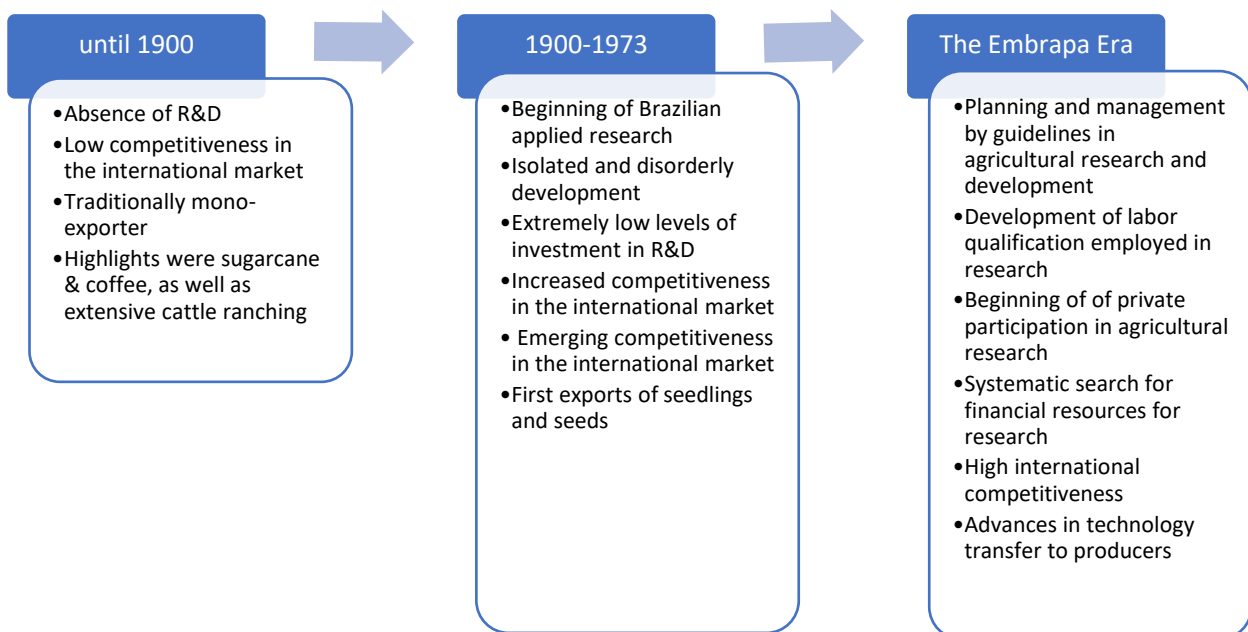 until 1900
•Absence of R&D
•Low competitiveness in
the international market
•Traditionally mono-
exporter
•Highlights were sugarcane
& coffee, as well as
extensive cattle ranching
1900-1973
•Beginning of Brazilian
applied research
•Isolated and disorderly
development
•Extremely low levels of
investment in R&D
•Increased competitiveness
in the international market
• Emerging competitiveness
in the international market
•First exports of seedlings
and seeds
The Embrapa Era
•Planning and management
by guidelines in
agricultural research and
development
•Development of labor
qualification employed in
research
•Beginning of of private
participation in agricultural
research
•Systematic search for
financial resources for
research
•High international
competitiveness
•Advances in technology
transfer to producers